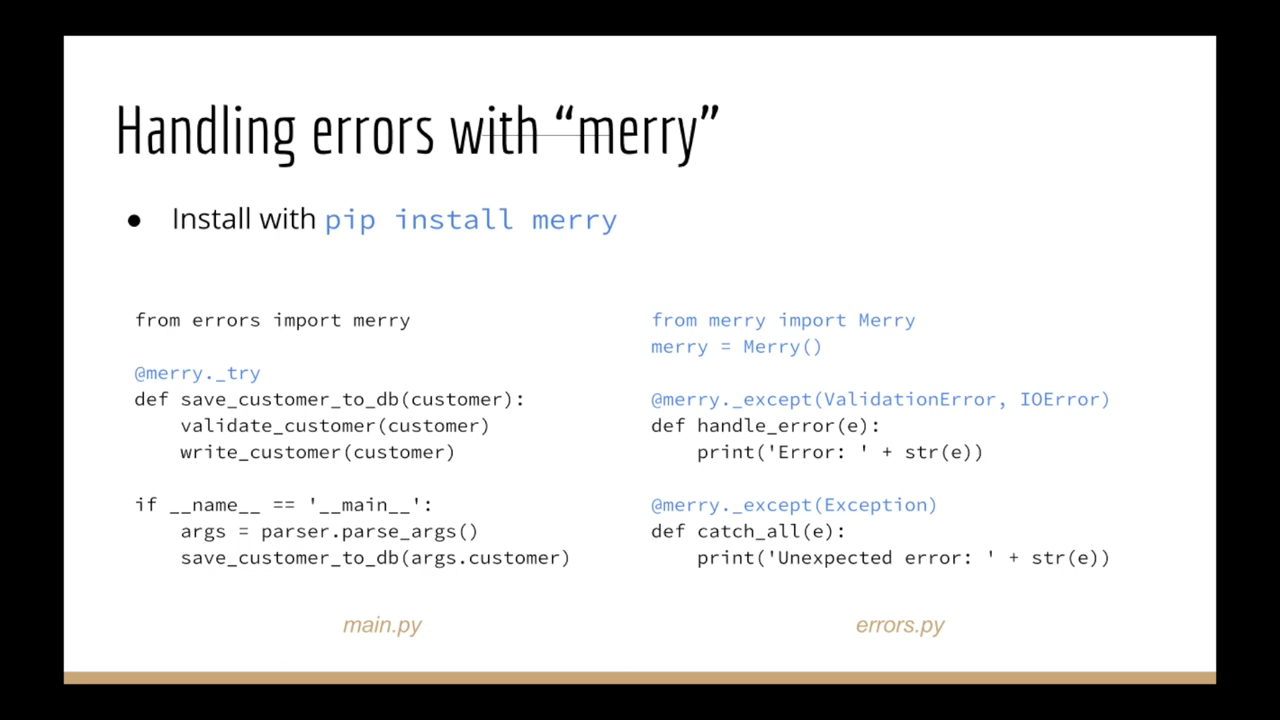 Handling errors with “merry”
● Install with pip install merry
from errors import merry
@merry._try
def save_customer_to_db(customer):
    validate_customer(customer)
    write_customer(customer)
if __name__ == '__main__':
    args = parser.parse_args()
    save_customer_to_db(args.customer)
main.py
from merry import Merry
merry = Merry()
@merry._except(ValidationError, IOError)
def handle_error(e):
    print('Error: ' + str(e))
@merry._except(Exception)
def catch_all(e):
    print('Unexpected error: ' + str(e))
errors.py